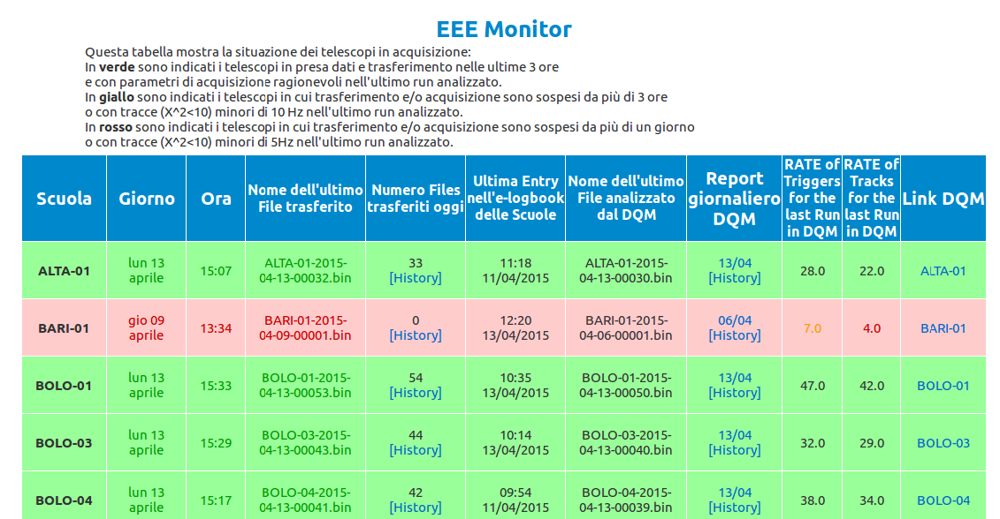 EEE Monitor
Questa tabella mostra la situazione dei telescopi in acquisizione:
In verde sono indicati i telescopi in presa dati e trasferimento nelle ultime 3 ore
e con parametri di acquisizione ragionevoli nell'ultimo run analizzato.
In giallo sono indicati i telescopi in cui trasferimento e/o acquisizione sono sospesi da più di 3 ore
o con tracce (X^2<10) minori di 10 Hz nell'ultimo run analizzato.
In rosso sono indicati i telescopi in cui trasferimento e/o acquisizione sono sospesi da più di un giorno
o con tracce (X^2<10) minori di 5Hz nell'ultimo run analizzato.
Scuola
Giorno
Ora
Nome dell'ultimo
File trasferito
Numero Files
trasferiti oggi
Ultima Entry
nell'e-logbook
delle Scuole
Nome dell'ultimo
File analizzato
dal DQM
Report
giornaliero
DQM
RATE of
Triggers
for the
last Run
in DQM
RATE of
Tracks
for the
last Run
in DQM
Link DQM
ALTA-01
lun 13
aprile
15:07
ALTA-01-2015-
04-13-00032.bin
33
[History]
11:18
11/04/2015
ALTA-01-2015-
04-13-00030.bin
13/04
[History]
28.0
22.0
ALTA-01
BARI-01
gio 09
aprile
13:34
BARI-01-2015-
04-09-00001.bin
0
[History]
12:20
13/04/2015
BARI-01-2015-
04-06-00001.bin
06/04
[History]
7.0
4.0
BARI-01
BOLO-01
lun 13
aprile
15:33
BOLO-01-2015-
04-13-00053.bin
54
[History]
10:35
13/04/2015
BOLO-01-2015-
04-13-00050.bin
13/04
[History]
47.0
42.0
BOLO-01
BOLO-03
lun 13
aprile
15:29
BOLO-03-2015-
04-13-00043.bin
44
[History]
10:14
13/04/2015
BOLO-03-2015-
04-13-00040.bin
13/04
[History]
32.0
29.0
BOLO-03
BOLO-04
lun 13
aprile
15:17
BOLO-04-2015-
04-13-00041.bin
42
[History]
09:54
11/04/2015
BOLO-04-2015-
04-13-00039.bin
13/04
[History]
38.0
34.0
BOLO-04